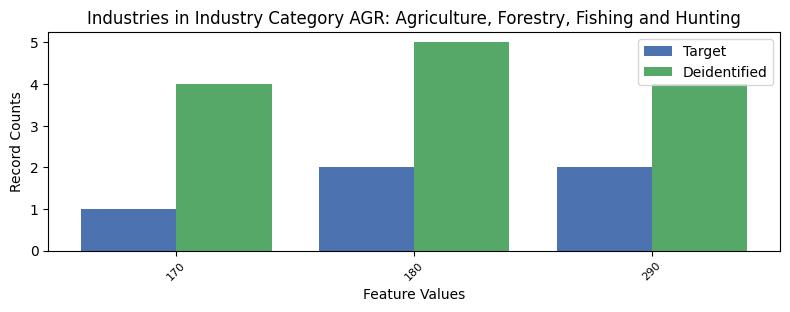 Industries in Industry Category AGR: Agriculture, Forestry, Fishing and Hunting
Target
Deidentified
Record Counts
5
4
3
2
1
0
170
180
290
Feature Values